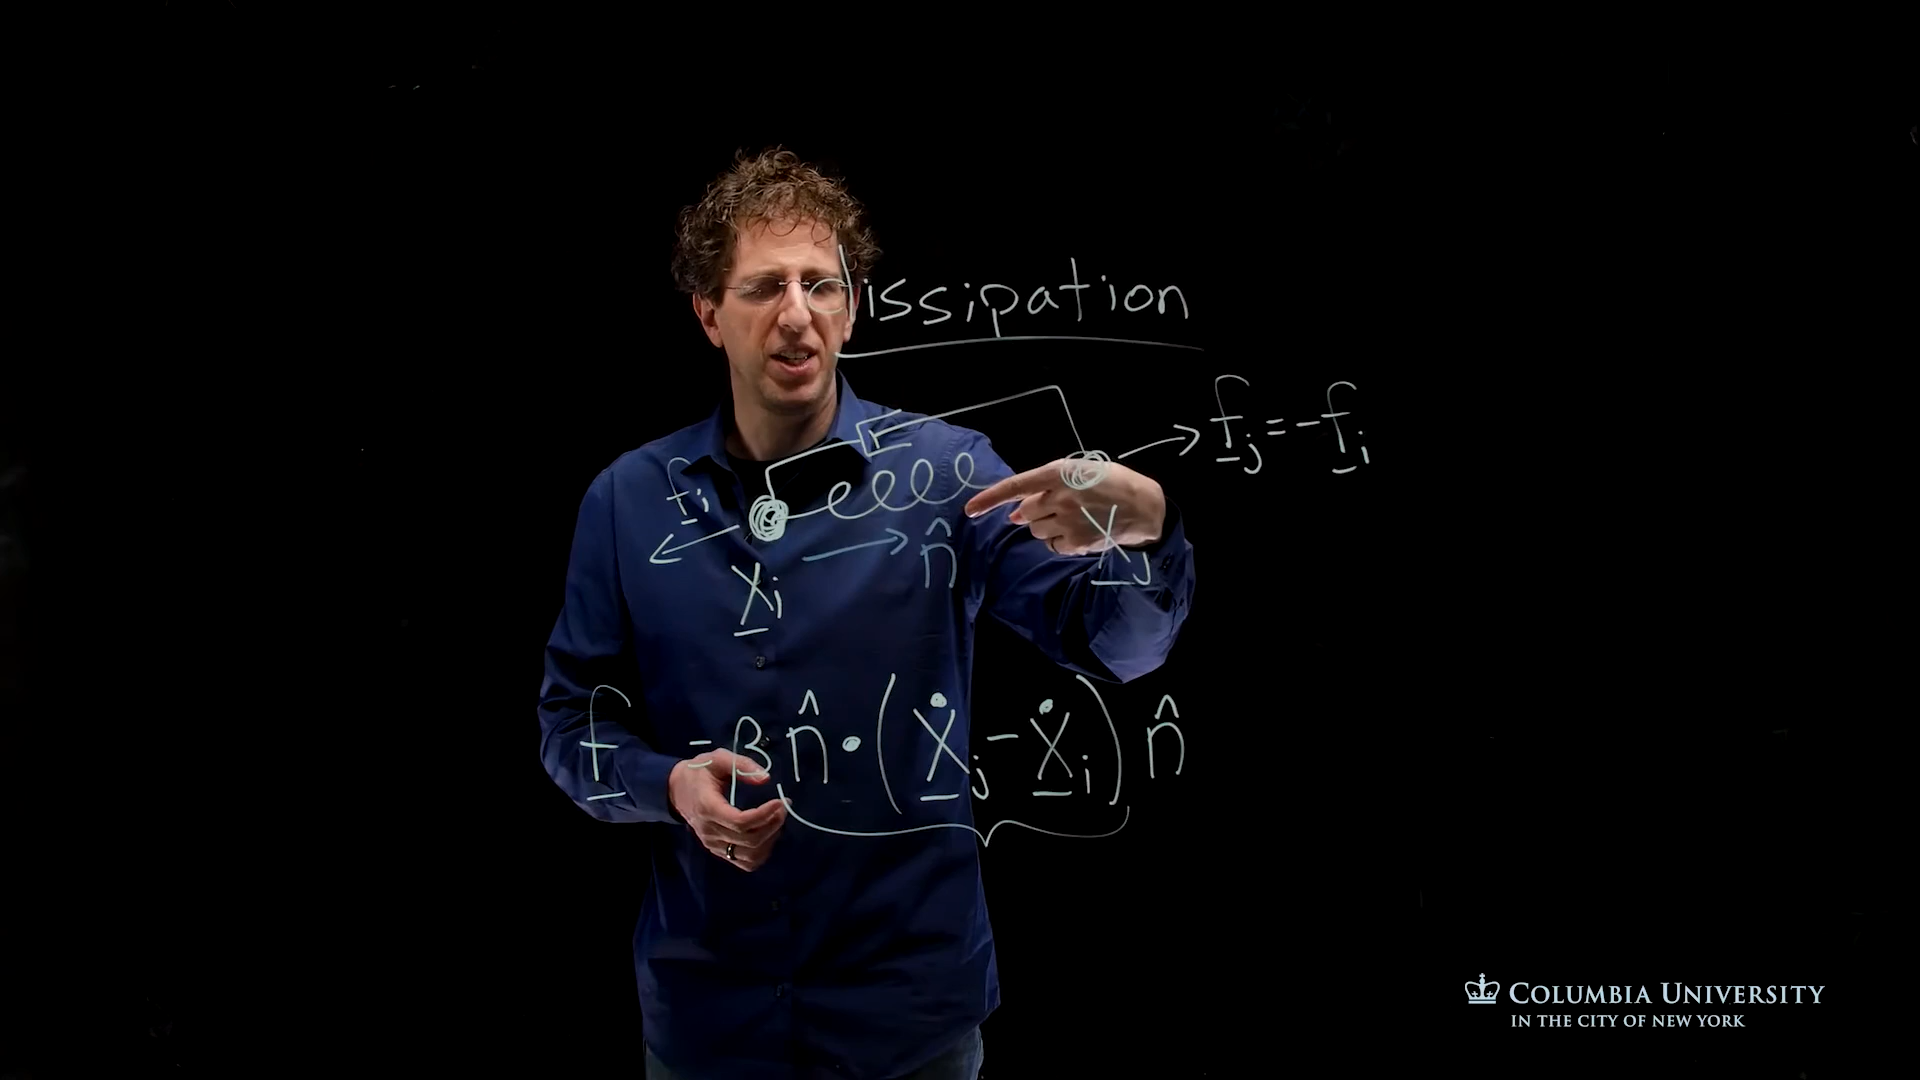 dissipation
f_j = -f_i
f_i
n̂
x_i
x_j
f = β n̂ · (ẋ_j - ẋ_i) n̂
COLUMBIA UNIVERSITY
IN THE CITY OF NEW YORK